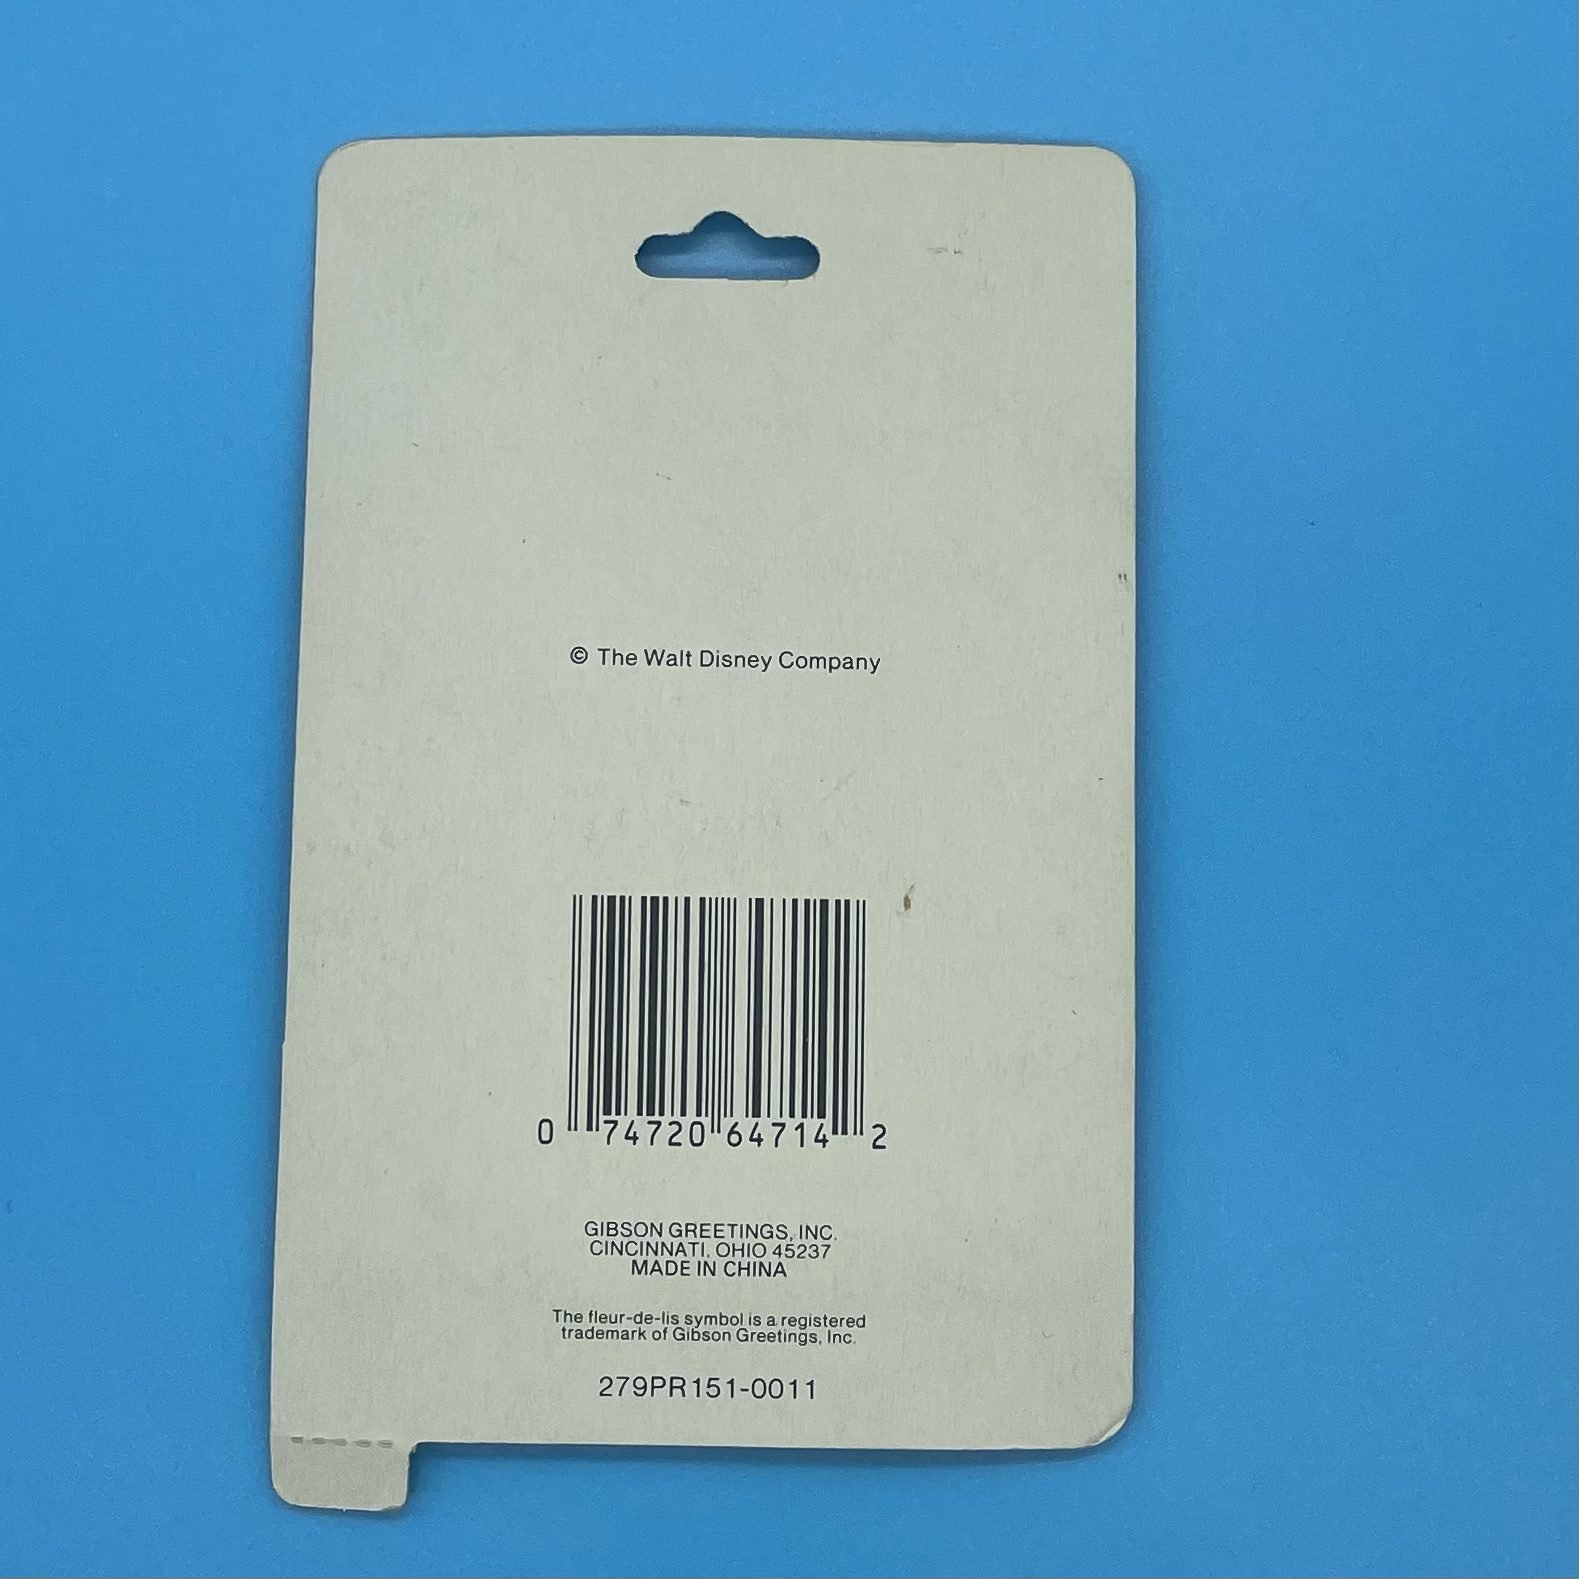 © The Walt Disney Company
0 74720 64714 2
GIBSON GREETINGS, INC.
CINCINNATI, OHIO 45237
MADE IN CHINA
The fleur-de-lis symbol is a registered
trademark of Gibson Greetings, Inc.
279PR151-0011